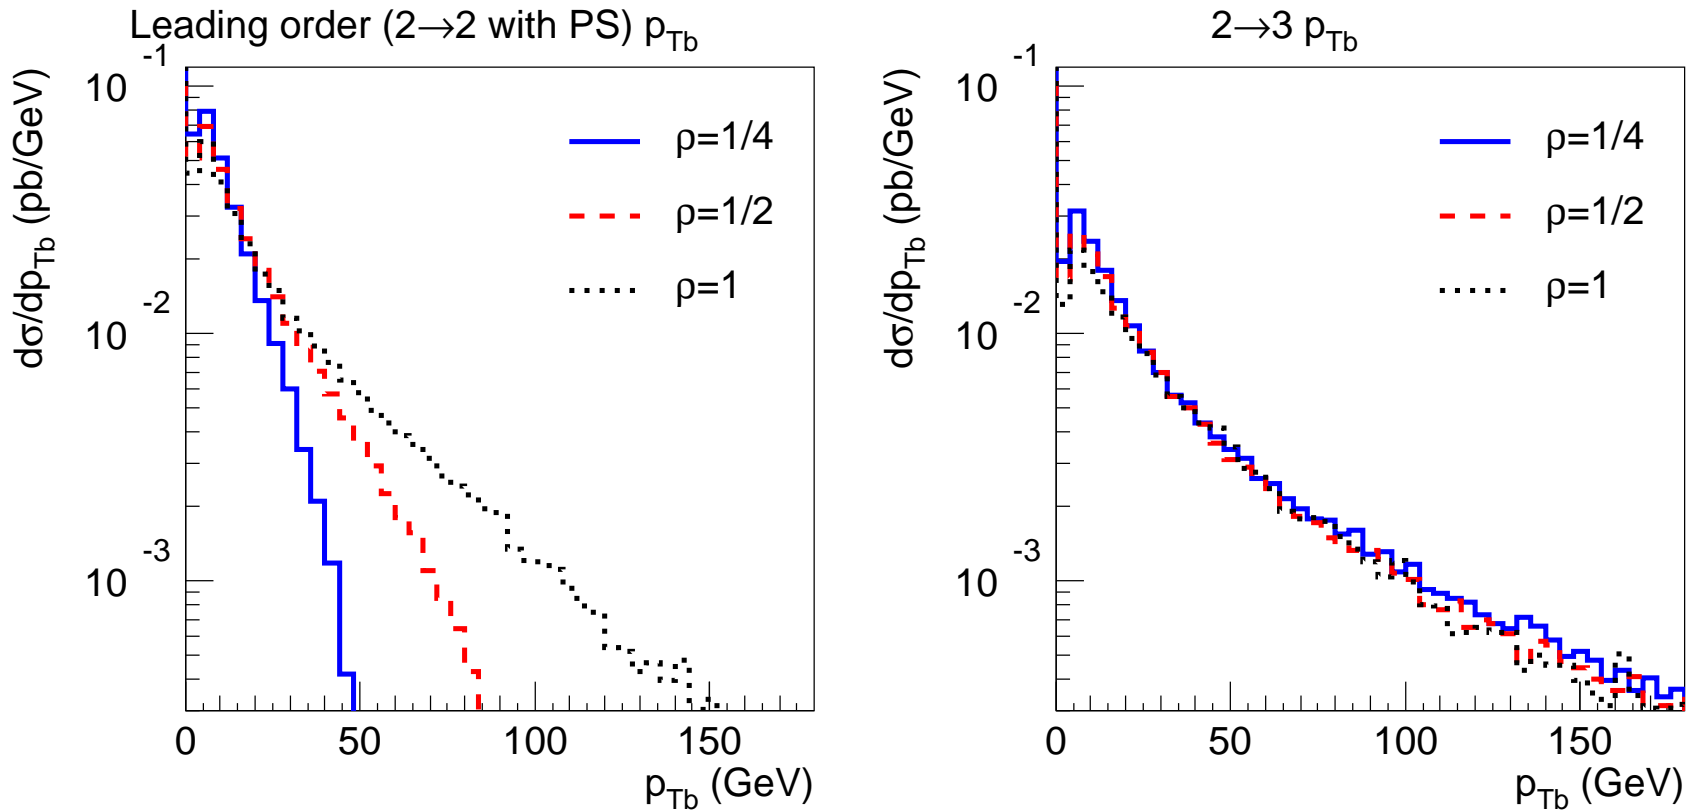 Leading order (2→2 with PS) p_Tb
dσ/dp_Tb (pb/GeV)
10^-1
10^-2
10^-3
ρ=1/4
ρ=1/2
ρ=1
0 50 100 150
p_Tb (GeV)
2→3 p_Tb
dσ/dp_Tb (pb/GeV)
10^-1
10^-2
10^-3
ρ=1/4
ρ=1/2
ρ=1
0 50 100 150
p_Tb (GeV)